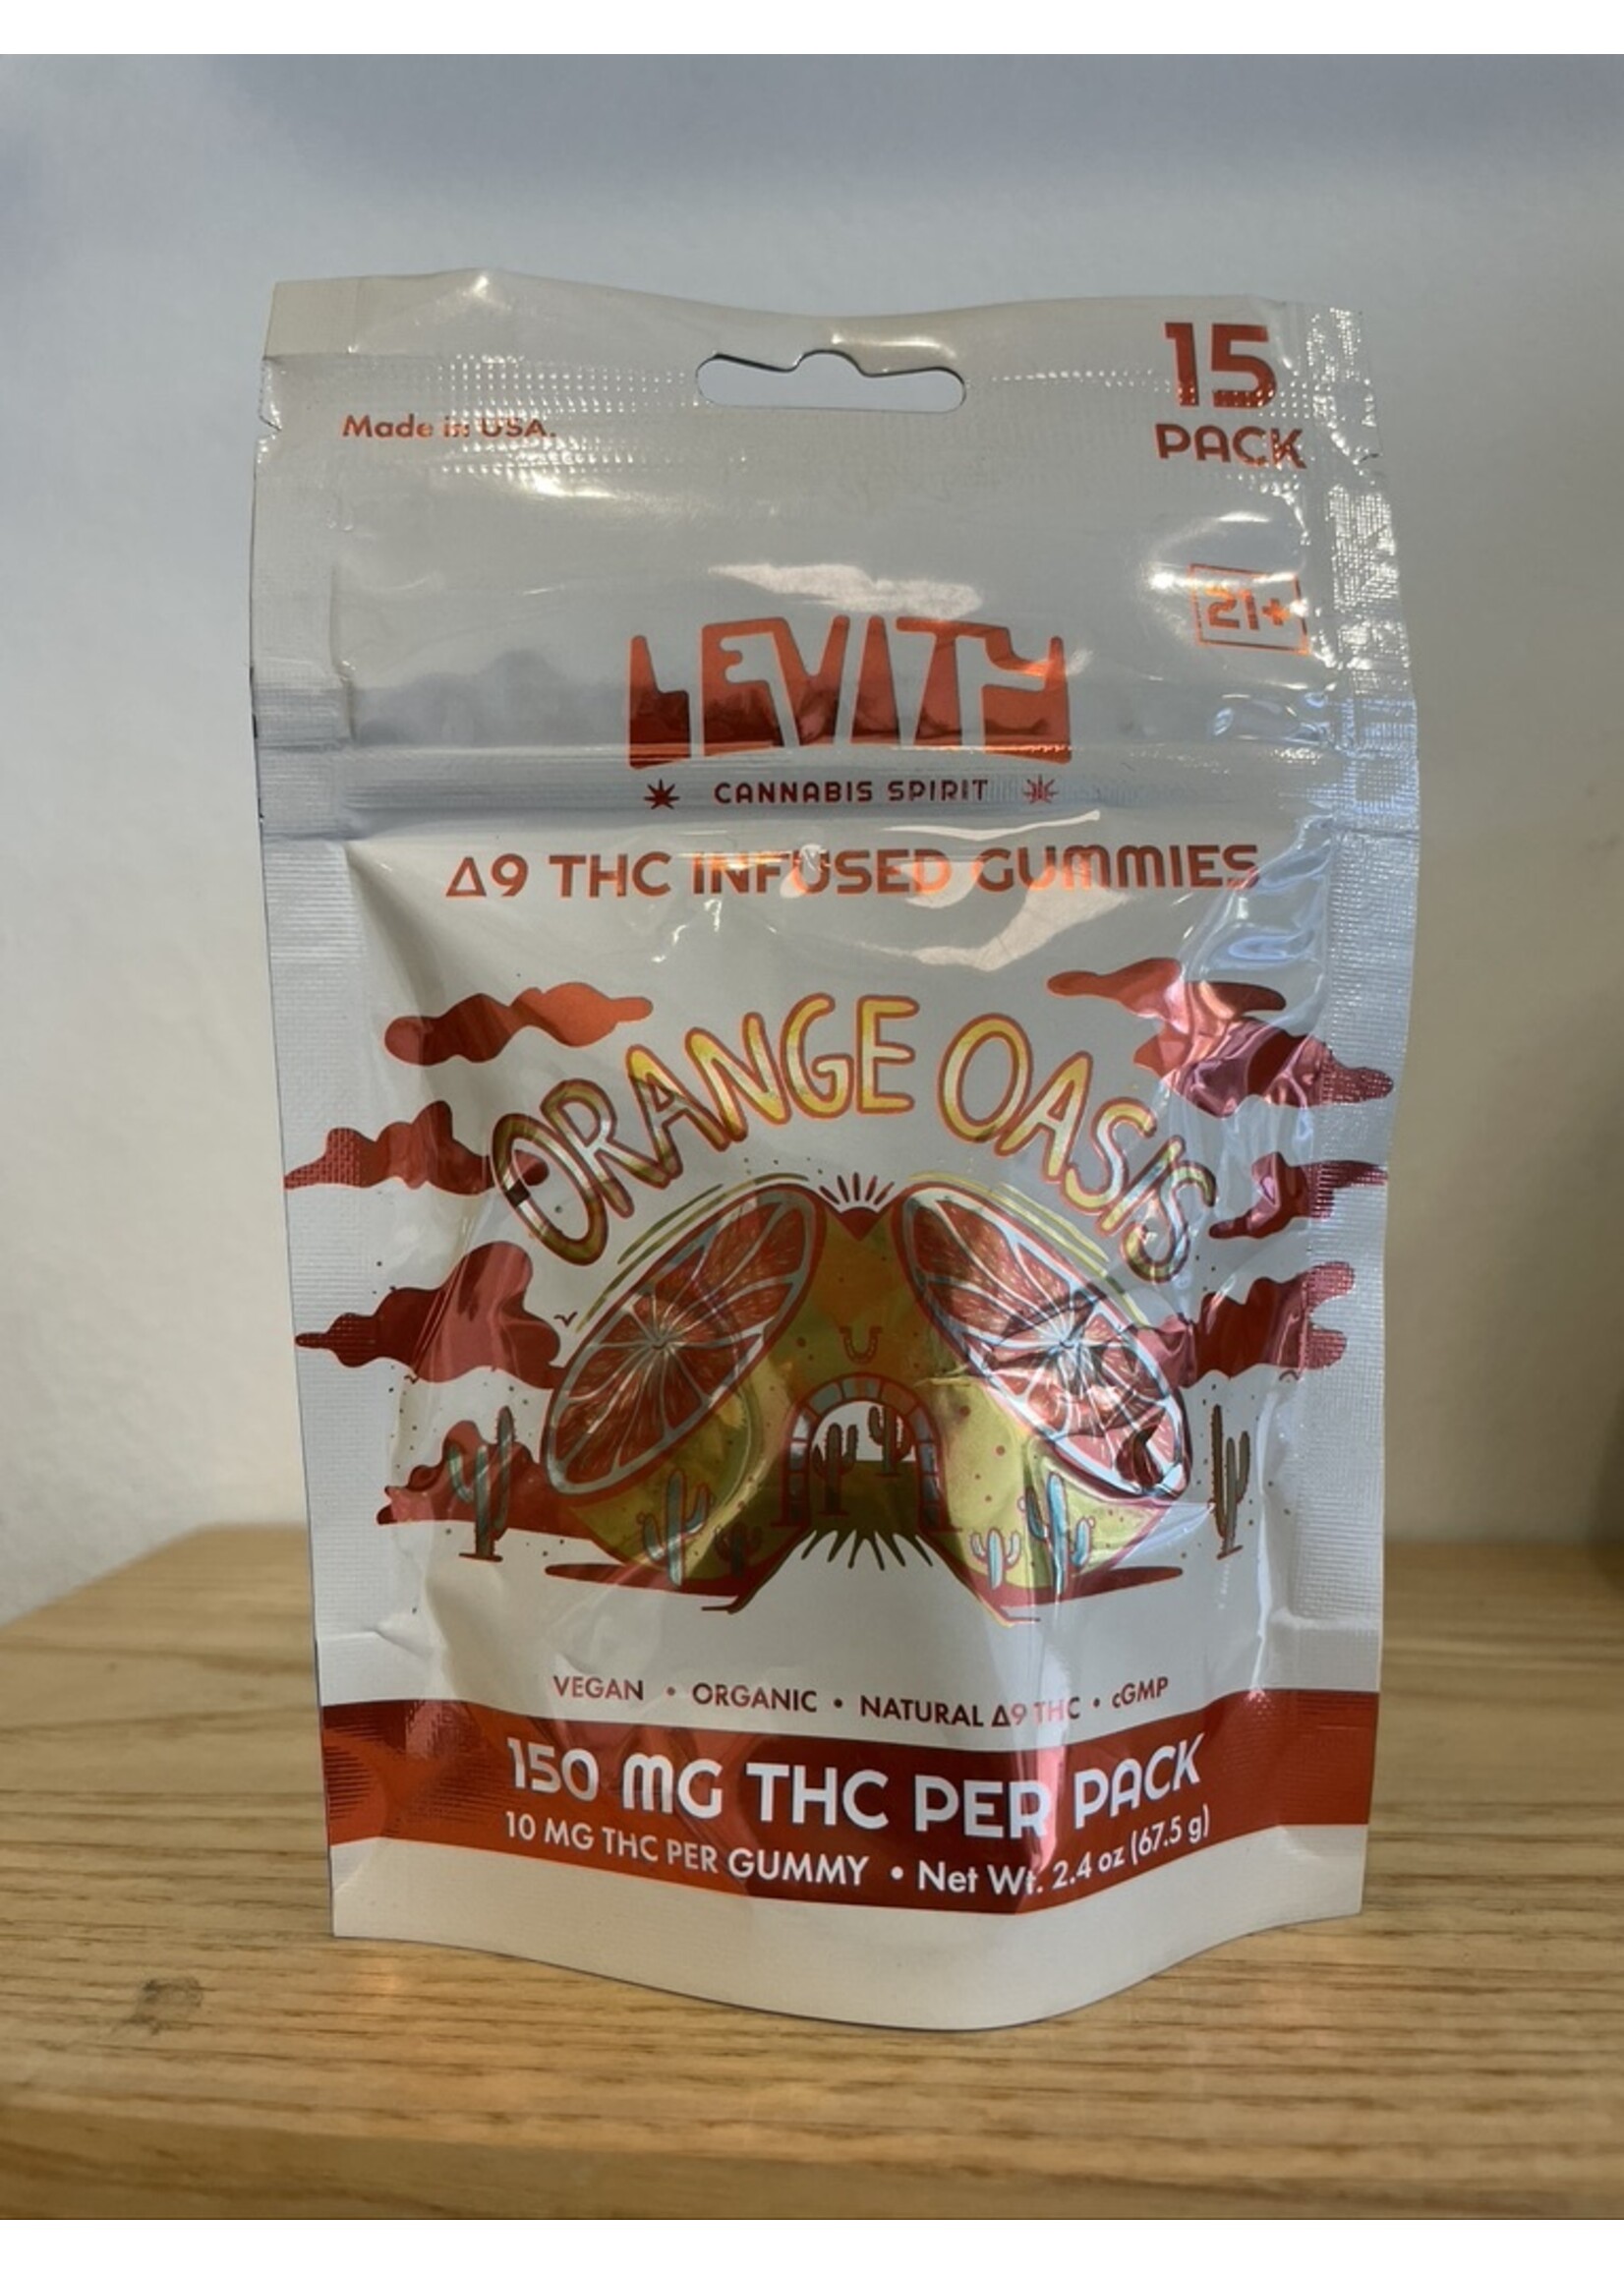 15
PACK
Made in USA.
21+
LEVITY
CANNABIS SPIRIT
Δ9 THC INFUSED GUMMIES
ORANGE OASIS
VEGAN • ORGANIC • NATURAL Δ9 THC • cGMP
150 MG THC PER PACK
10 MG THC PER GUMMY • Net Wt. 2.4 oz (67.5 g)